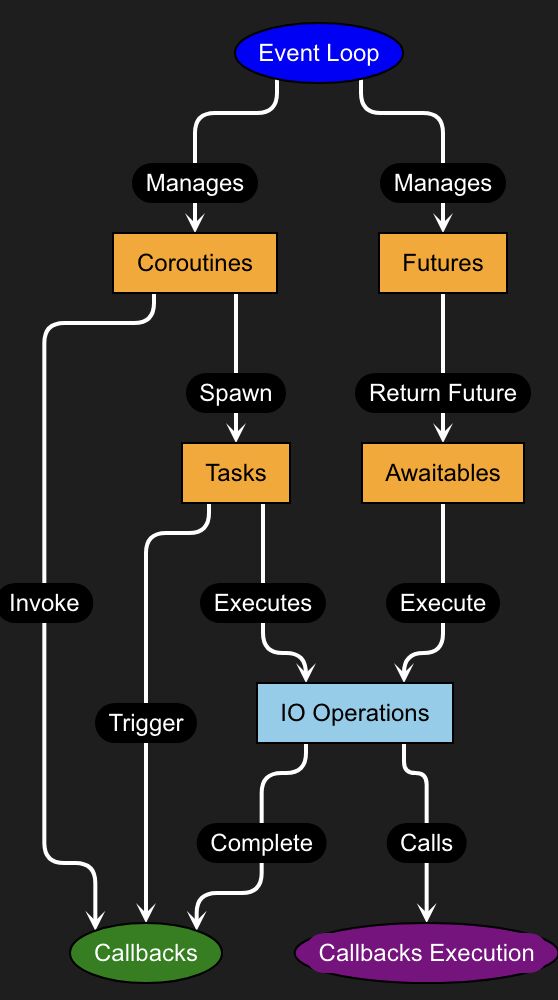 Event Loop
Manages
Manages
Coroutines
Futures
Spawn
Return Future
Tasks
Awaitables
Invoke
Executes
Execute
IO Operations
Trigger
Complete
Calls
Callbacks
Callbacks Execution